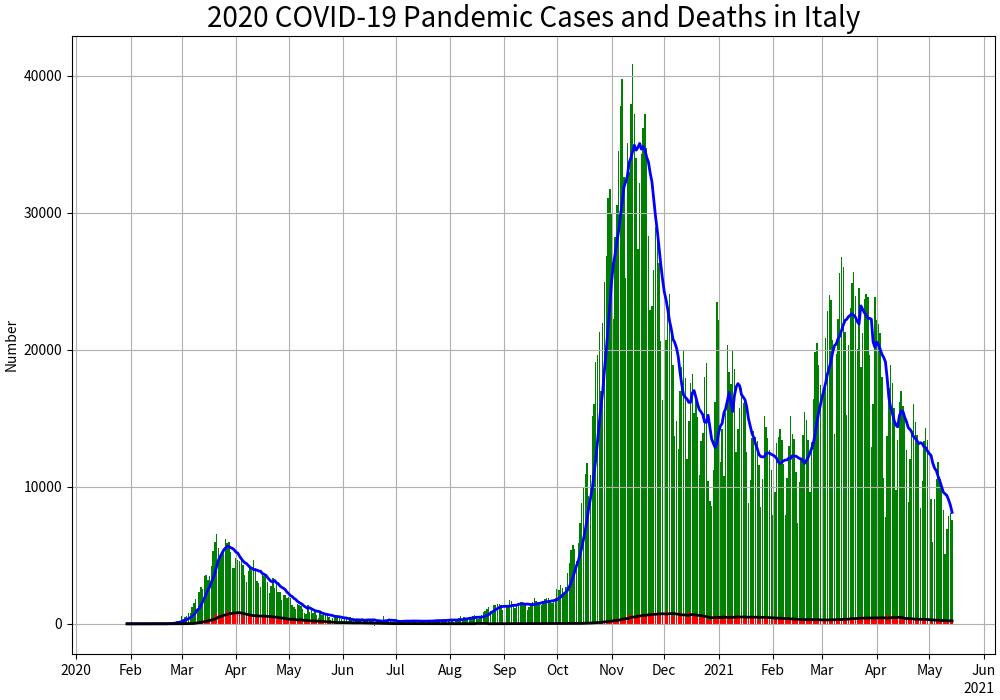 2020 COVID-19 Pandemic Cases and Deaths in Italy
Number
40000
30000
20000
10000
0
2020 Feb Mar Apr May Jun Jul Aug Sep Oct Nov Dec 2021 Feb Mar Apr May Jun
2021